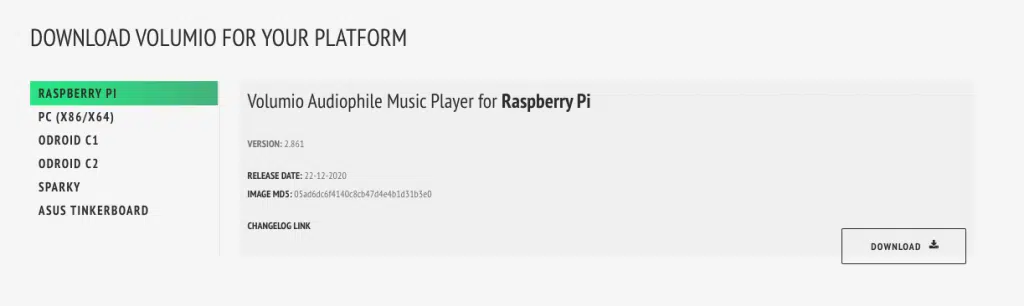 DOWNLOAD VOLUMIO FOR YOUR PLATFORM
RASPBERRY PI
PC (X86/X64)
ODROID C1
ODROID C2
SPARKY
ASUS TINKERBOARD
Volumio Audiophile Music Player for Raspberry Pi
VERSION: 2.861
RELEASE DATE: 22-12-2020
IMAGE MD5: 05ad6dc6f4140c8cb47d4e4b1d31b3e0
CHANGELOG LINK
DOWNLOAD